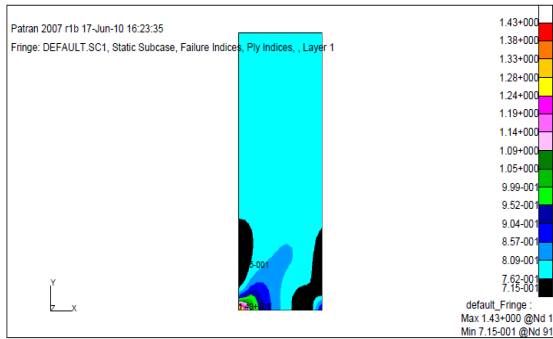 Patran 2007 r1b 17-Jun-10 16:23:35
Fringe: DEFAULT.SC1, Static Subcase, Failure Indices, Ply Indices, , Layer 1
1.43+000
1.38+000
1.33+000
1.28+000
1.24+000
1.19+000
1.14+000
1.09+000
1.05+000
9.99-001
9.52-001
9.04-001
8.57-001
8.09-001
7.62-001
7.15-001
5-001
Y
Z X
default_Fringe :
Max 1.43+000 @Nd 1
Min 7.15-001 @Nd 91